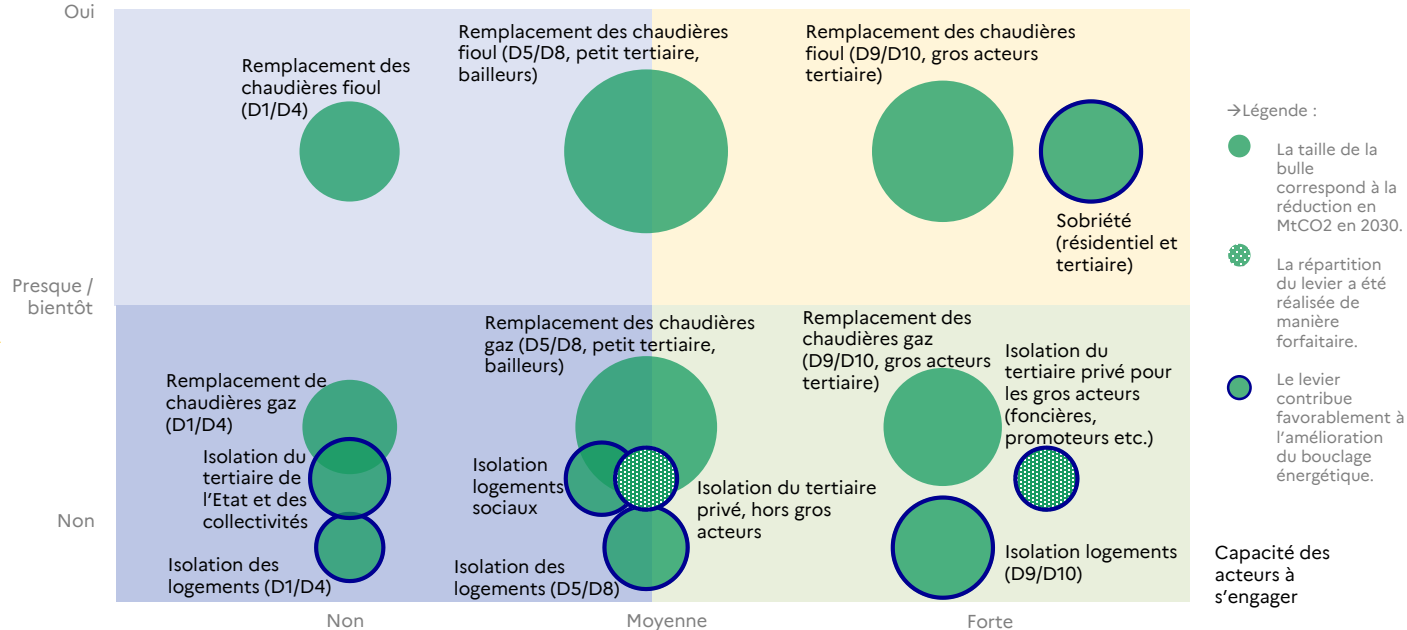 Oui
Remplacement des
chaudières fioul
(D1/D4)
Remplacement des chaudières
fioul (D5/D8, petit tertiaire,
bailleurs)
Remplacement des chaudières
fioul (D9/D10, gros acteurs
tertiaire)
Sobriété
(résidentiel et
tertiaire)
Presque /
bientôt
Remplacement de
chaudières gaz
(D1/D4)
Isolation du
tertiaire de
l’Etat et des
collectivités
Isolation des
logements (D1/D4)
Remplacement des chaudières
gaz (D5/D8, petit tertiaire,
bailleurs)
Isolation
logements
sociaux
Isolation du tertiaire
privé, hors gros
acteurs
Isolation des
logements (D5/D8)
Remplacement des
chaudières gaz
(D9/D10, gros acteurs
tertiaire)
Isolation du
tertiaire privé pour
les gros acteurs
(foncières,
promoteurs etc.)
Isolation logements
(D9/D10)
Non
Non
Moyenne
Forte
Capacité des
acteurs à
s’engager
→Légende :
La taille de la
bulle
correspond à la
réduction en
MtCO2 en 2030.
La répartition
du levier a été
réalisée de
manière
forfaitaire.
Le levier
contribue
favorablement à
l’amélioration
du bouclage
énergétique.